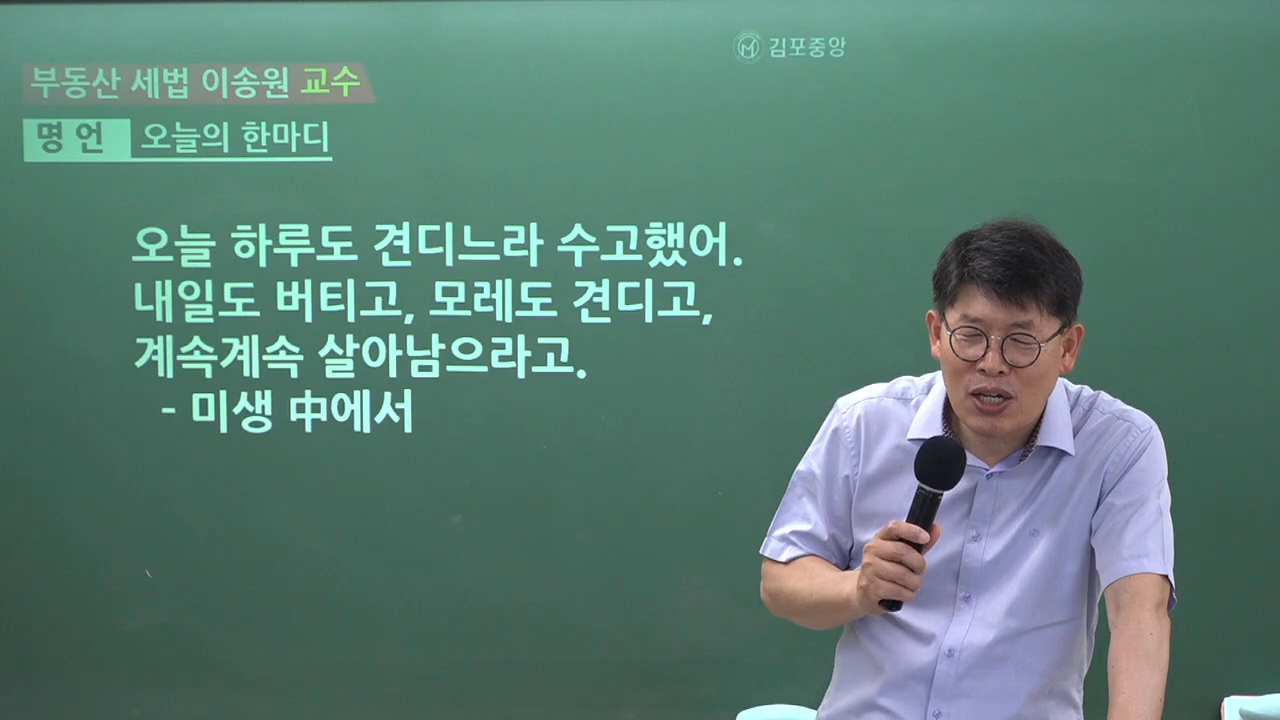 김포중앙
부동산 세법 이송원 교수
명 언 오늘의 한마디
오늘 하루도 견디느라 수고했어.
내일도 버티고, 모레도 견디고,
계속계속 살아남으라고.
- 미생 中에서